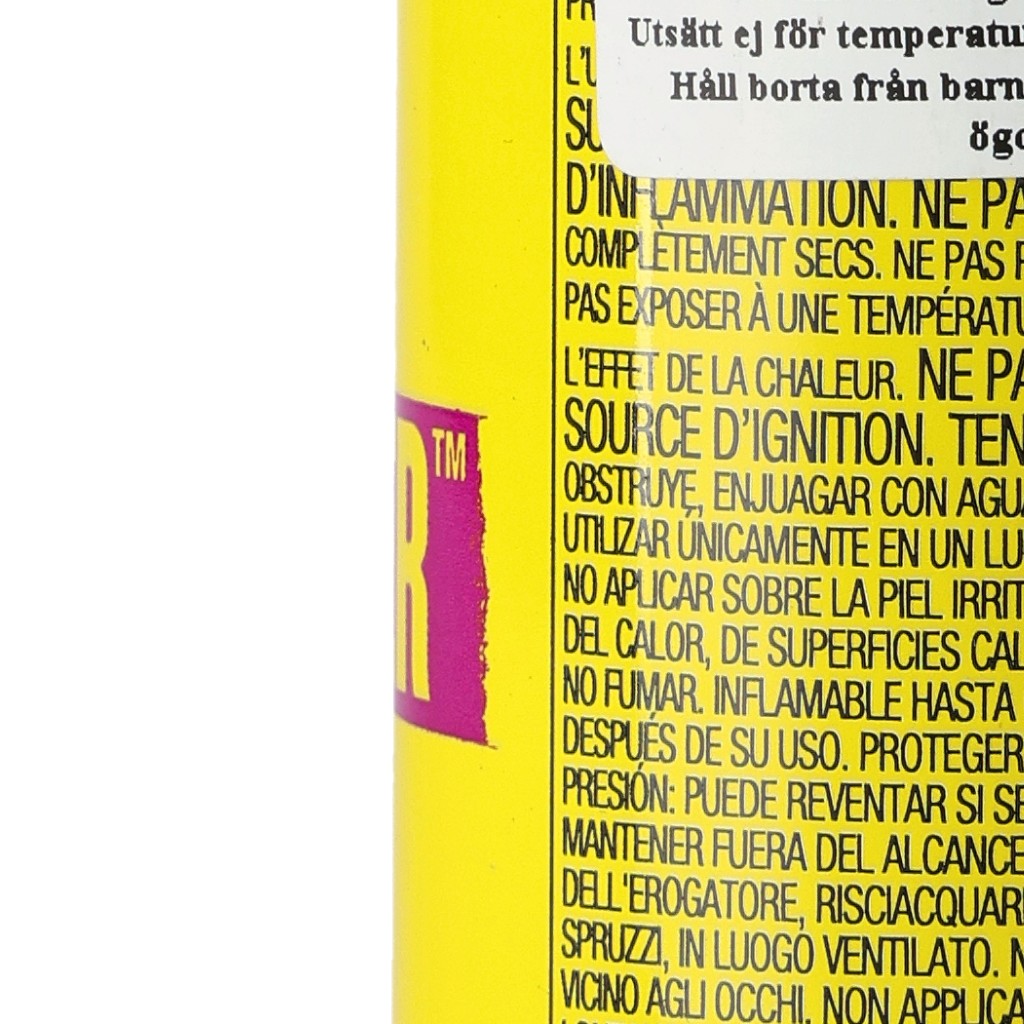 Utsätt ej för temperatu
Håll borta från barn
ögo
L'U
SU
D'INFLAMMATION. NE PA
COMPLÈTEMENT SECS. NE PAS
PAS EXPOSER À UNE TEMPÉRATU
L'EFFET DE LA CHALEUR. NE PA
SOURCE D'IGNITION. TEN
R™
OBSTRUYE, ENJUAGAR CON AGU
UTILIZAR ÚNICAMENTE EN UN LU
NO APLICAR SOBRE LA PIEL IRRIT
DEL CALOR, DE SUPERFICIES CAL
NO FUMAR. INFLAMABLE HASTA
DESPUÉS DE SU USO. PROTEGER
PRESIÓN: PUEDE REVENTAR SI SE
MANTENER FUERA DEL ALCANCE
DELL'EROGATORE, RISCIACQUAR
SPRUZZI, IN LUOGO VENTILATO. N
VICINO AGLI OCCHI. NON APPLICA